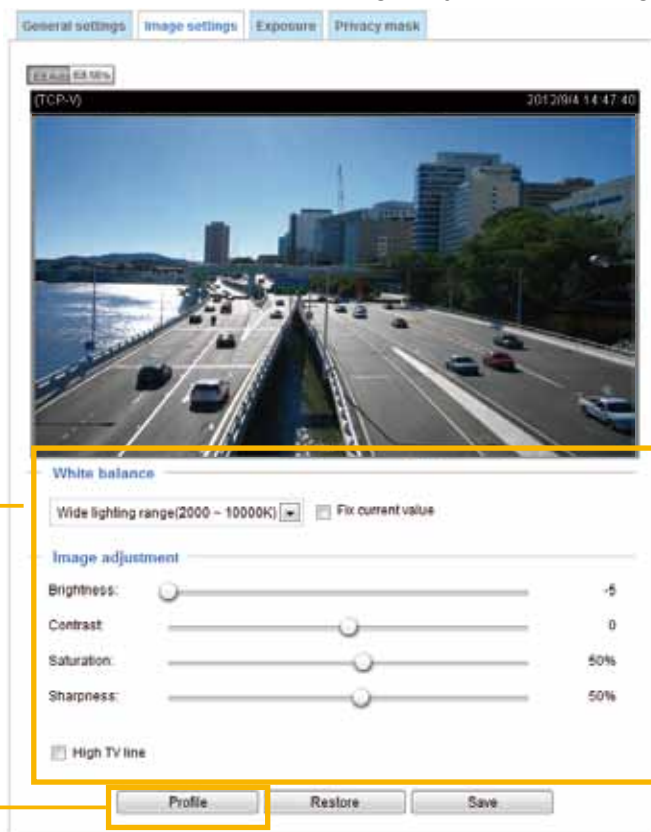 General settings Image settings Exposure Privacy mask
(TCP-V) 2012/9/4 14:47:40
White balance
Wide lighting range(2000 ~ 10000K) Fix current value
Image adjustment
Brightness: -5
Contrast: 0
Saturation: 50%
Sharpness: 50%
High TV line
Profile Restore Save